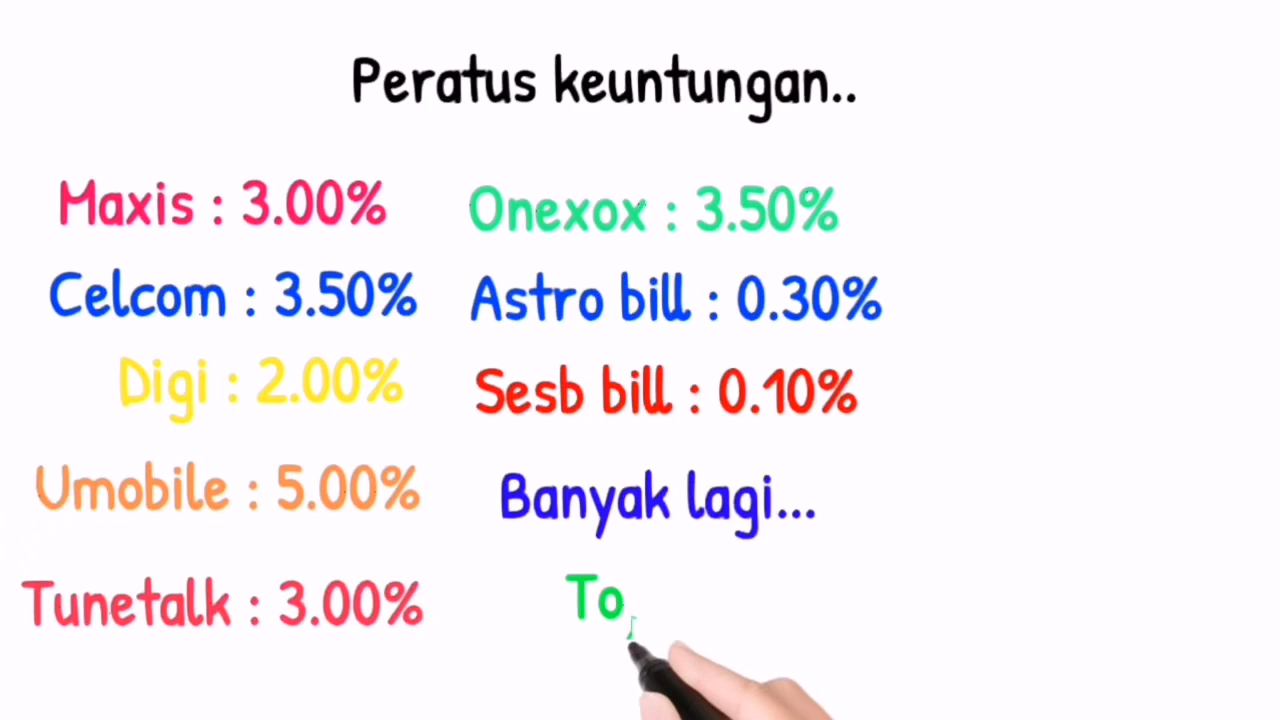 Peratus keuntungan..
Maxis : 3.00%
Celcom : 3.50%
Digi : 2.00%
Umobile : 5.00%
Tunetalk : 3.00%
Onexox : 3.50%
Astro bill : 0.30%
Sesb bill : 0.10%
Banyak lagi...
To